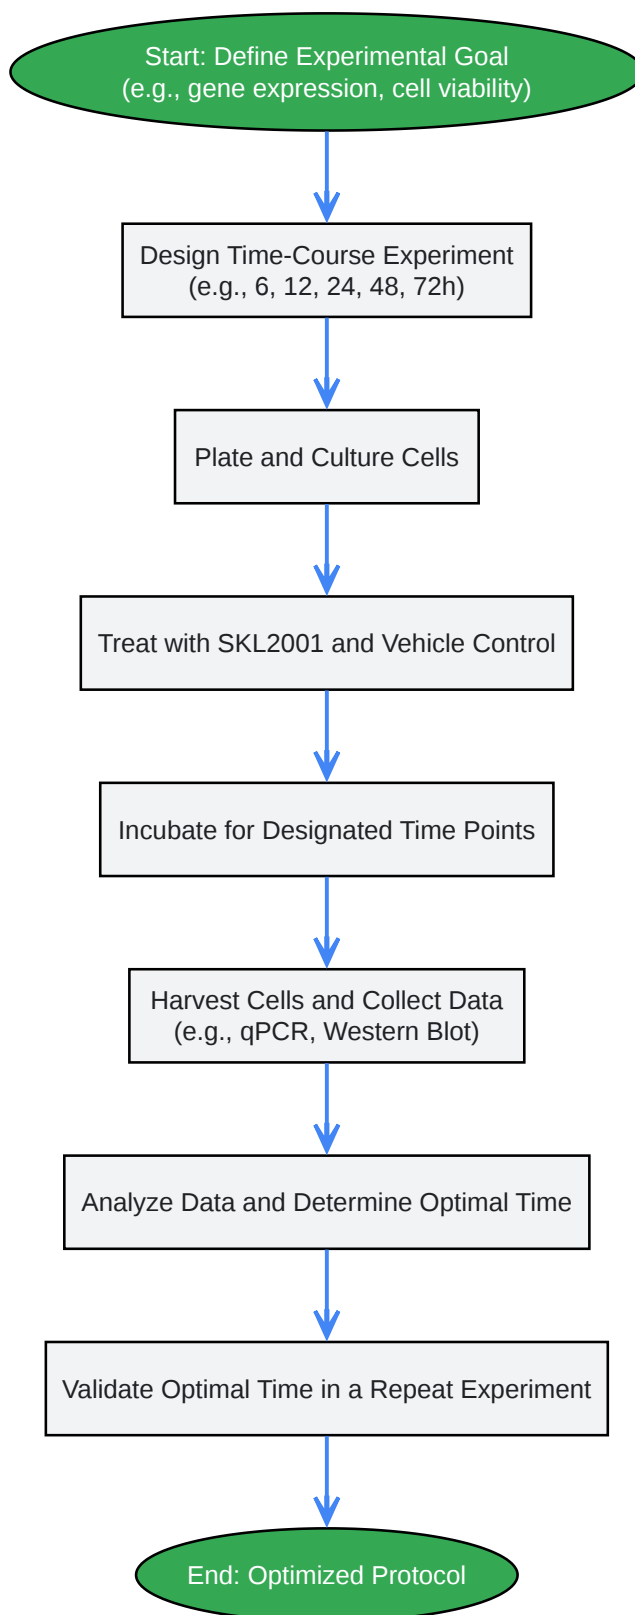 Start: Define Experimental Goal
(e.g., gene expression, cell viability)
Design Time-Course Experiment
(e.g., 6, 12, 24, 48, 72h)
Plate and Culture Cells
Treat with SKL2001 and Vehicle Control
Incubate for Designated Time Points
Harvest Cells and Collect Data
(e.g., qPCR, Western Blot)
Analyze Data and Determine Optimal Time
Validate Optimal Time in a Repeat Experiment
End: Optimized Protocol